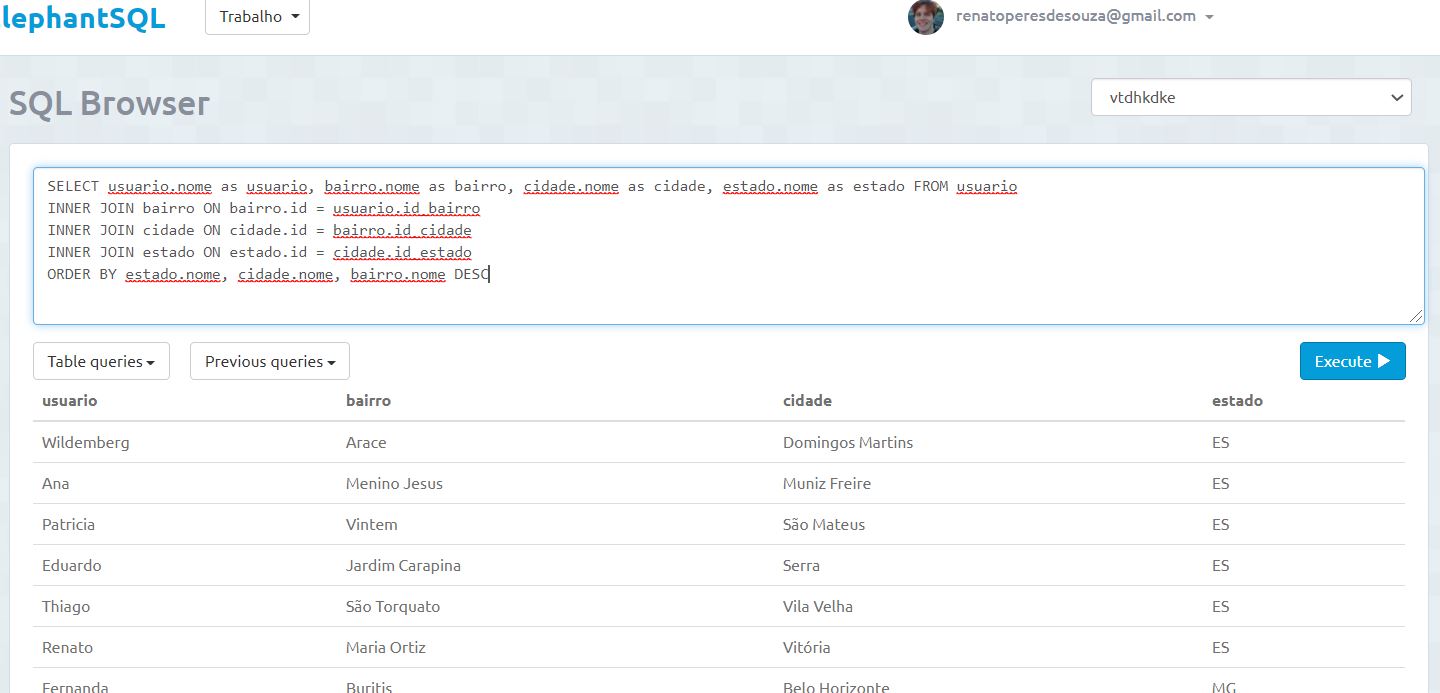 lephantSQL
Trabalho
renatoperesdesouza@gmail.com
SQL Browser
vtdhkdke
SELECT usuario.nome as usuario, bairro.nome as bairro, cidade.nome as cidade, estado.nome as estado FROM usuario
INNER JOIN bairro ON bairro.id = usuario.id_bairro
INNER JOIN cidade ON cidade.id = bairro.id_cidade
INNER JOIN estado ON estado.id = cidade.id_estado
ORDER BY estado.nome, cidade.nome, bairro.nome DESC
Table queries
Previous queries
Execute
usuario bairro cidade estado
Wildemberg Arace Domingos Martins ES
Ana Menino Jesus Muniz Freire ES
Patricia Vintem São Mateus ES
Eduardo Jardim Carapina Serra ES
Thiago São Torquato Vila Velha ES
Renato Maria Ortiz Vitória ES
Fernanda Buritis Belo Horizonte MG